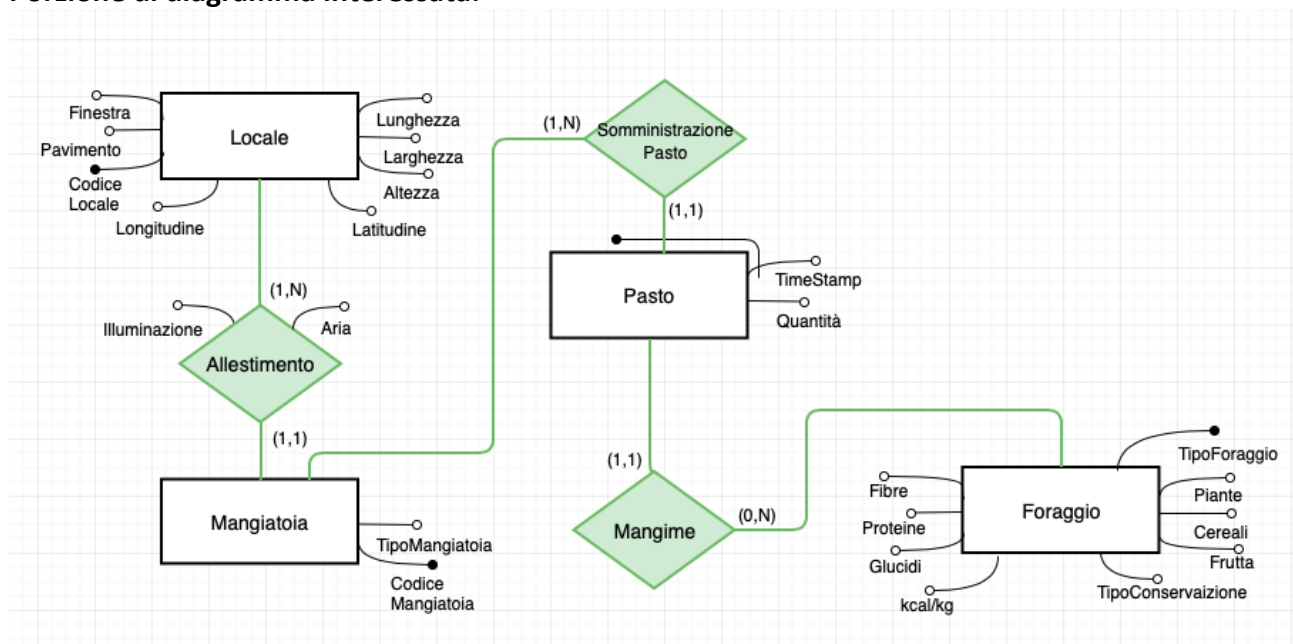 Finestra
Pavimento
Codice
Locale
Longitudine
Locale
Lunghezza
Larghezza
Altezza
Latitudine
(1,N)
Illuminazione
Aria
Allestimento
(1,1)
Mangiatoia
TipoMangiatoia
Codice
Mangiatoia
(1,N)
Somministrazione
Pasto
(1,1)
Pasto
TimeStamp
Quantità
(1,1)
Mangime
(0,N)
Fibre
Proteine
Glucidi
kcal/kg
Foraggio
TipoForaggio
Piante
Cereali
Frutta
TipoConservaizione